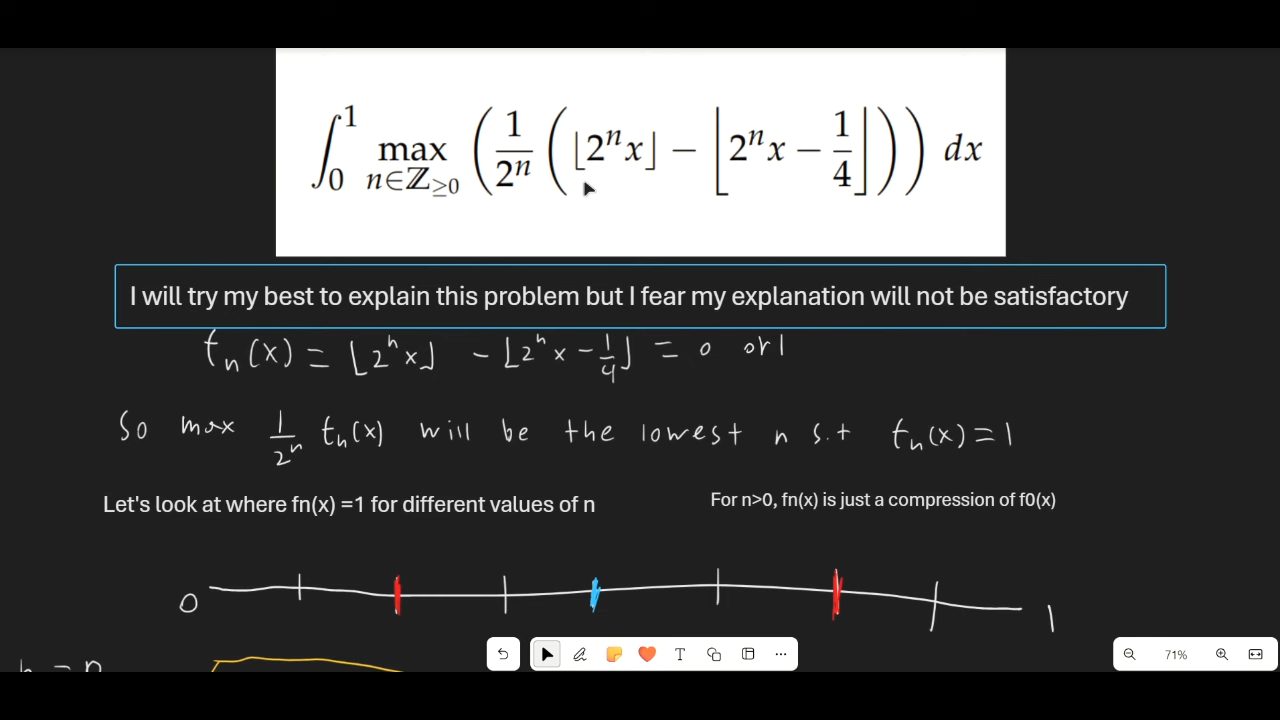 ∫₀¹ max_{n∈ℤ≥0} (1/2ⁿ (⌊2ⁿx⌋ − ⌊2ⁿx − 1/4⌋)) dx
I will try my best to explain this problem but I fear my explanation will not be satisfactory
fₙ(x) = ⌊2ⁿx⌋ − ⌊2ⁿx − 1/4⌋ = 0 or 1
So max 1/2ⁿ fₙ(x) will be the lowest n s.t fₙ(x)=1
Let's look at where fn(x) =1 for different values of n
For n>0, fn(x) is just a compression of f0(x)
0 1
T ...
71%